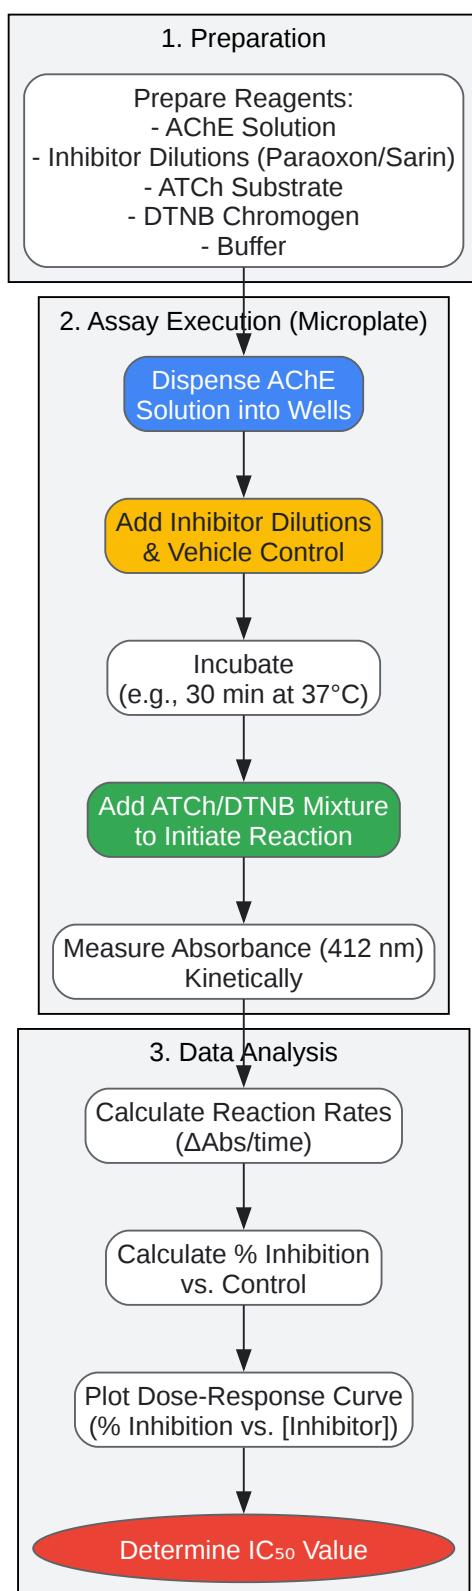 1. Preparation
Prepare Reagents:
- AChE Solution
- Inhibitor Dilutions (Paraoxon/Sarin)
- ATCh Substrate
- DTNB Chromogen
- Buffer
2. Assay Execution (Microplate)
Dispense AChE
Solution into Wells
Add Inhibitor Dilutions
& Vehicle Control
Incubate
(e.g., 30 min at 37°C)
Add ATCh/DTNB Mixture
to Initiate Reaction
Measure Absorbance (412 nm)
Kinetically
3. Data Analysis
Calculate Reaction Rates
(ΔAbs/time)
Calculate % Inhibition
vs. Control
Plot Dose-Response Curve
(% Inhibition vs. [Inhibitor])
Determine IC₅₀ Value